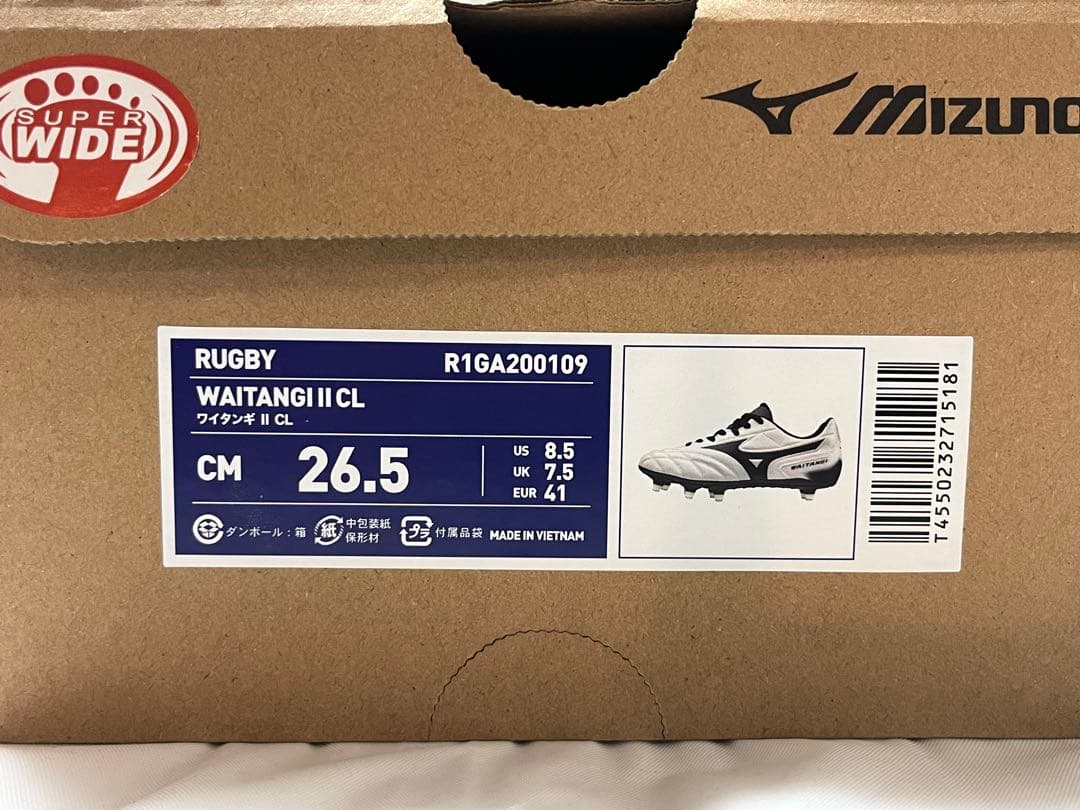 SUPER
WIDE
MIZUNO
RUGBY R1GA200109
WAITANGI II CL
ワイタンギ II CL
CM 26.5
US 8.5
UK 7.5
EUR 41
ダンボール：箱
紙 中包装紙
保形材
プラ 付属品袋
MADE IN VIETNAM
WAITANGI
T 4550232715181